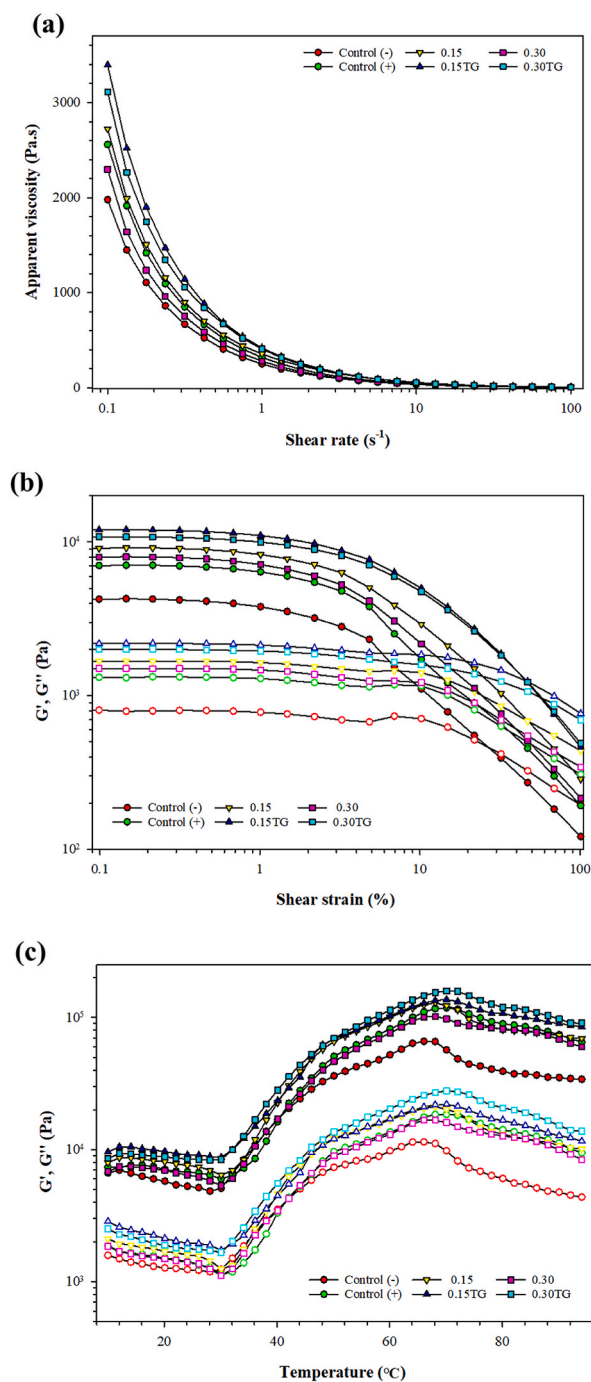 (a)
Control (-) 0.15 0.30
Control (+) 0.15TG 0.30TG
Apparent viscosity (Pa.s)
3000
2000
1000
0
0.1 1 10 100
Shear rate (s-1)
(b)
G', G'' (Pa)
10⁴
10³
10²
Control (-) 0.15 0.30
Control (+) 0.15TG 0.30TG
0.1 1 10 100
Shear strain (%)
(c)
G', G'' (Pa)
10⁵
10⁴
10³
Control (-) 0.15 0.30
Control (+) 0.15TG 0.30TG
20 40 60 80
Temperature (°C)